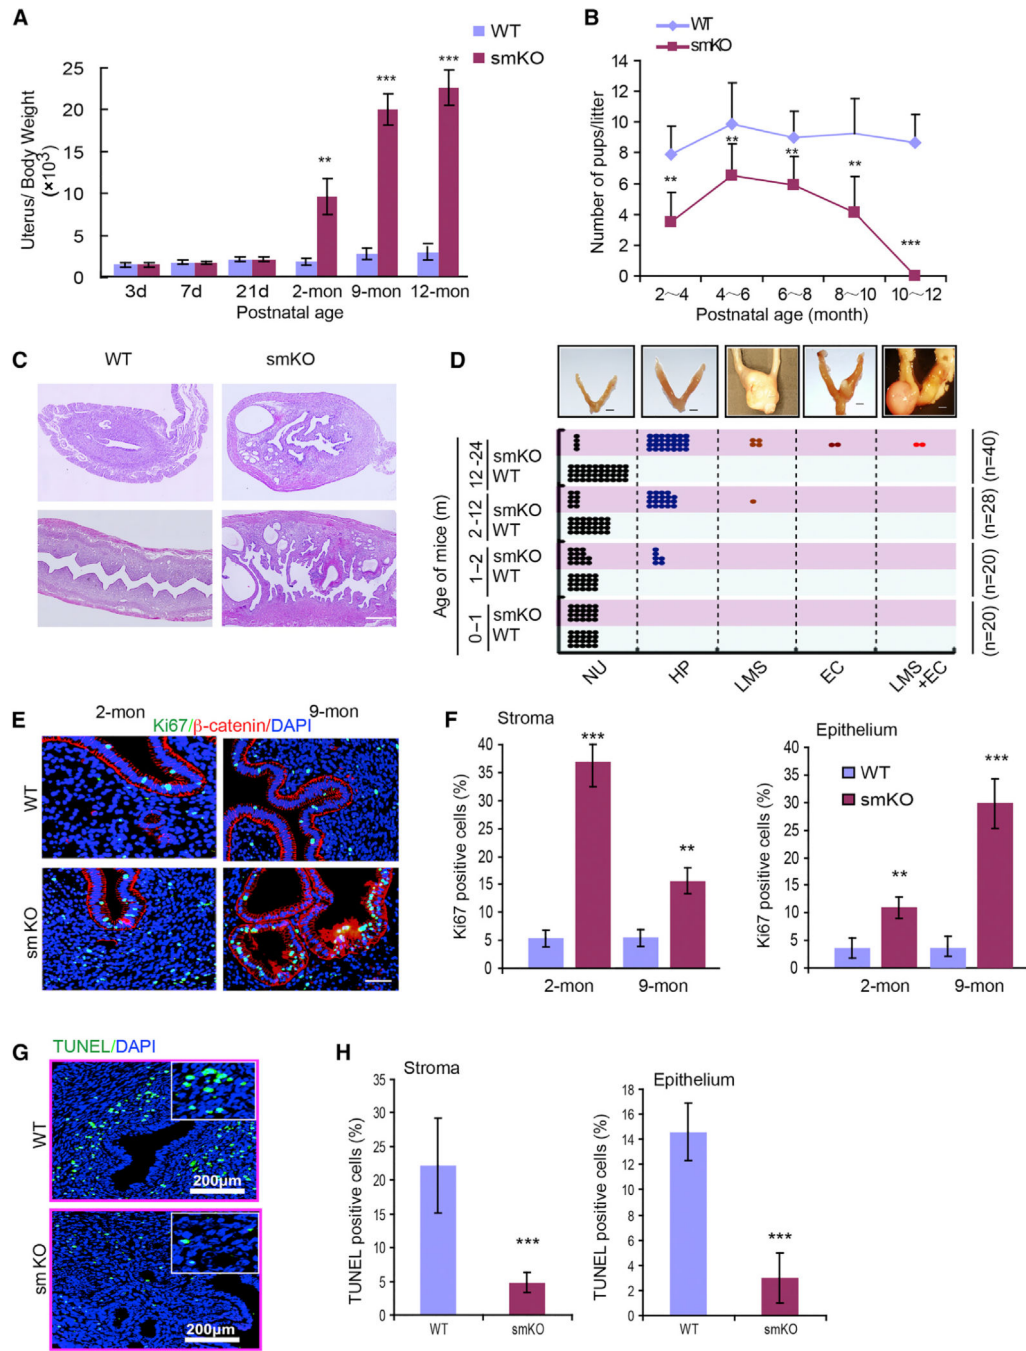 A
WT
smKO
25
20
15
10
5
0
Uterus/ Body Weight
(×10³)
***
***
**
3d 7d 21d 2-mon 9-mon 12-mon
Postnatal age
B
WT
smKO
14
12
10
8
6
4
2
0
Number of pups/litter
**
**
**
**
***
2～4 4～6 6～8 8～10 10～12
Postnatal age (month)
C
WT smKO
D
Age of mice (m)
12-24
smKO
WT
(n=40)
2-12
smKO
WT
(n=28)
1–2
smKO
WT
(n=20)
0–1
smKO
WT
(n=20)
NU HP LMS EC LMS
+EC
E
2-mon 9-mon
Ki67/β-catenin/DAPI
WT
sm KO
F
Stroma
40
35
30
25
20
15
10
5
0
Ki67 positive cells (%)
***
**
2-mon 9-mon
Epithelium
WT
smKO
40
35
30
25
20
15
10
5
0
Ki67 positive cells (%)
**
***
2-mon 9-mon
G
TUNEL/DAPI
WT
200μm
sm KO
200μm
H
Stroma
35
30
25
20
15
10
5
0
TUNEL positive cells (%)
***
WT smKO
Epithelium
18
16
14
12
10
8
6
4
2
0
TUNEL positive cells (%)
***
WT smKO